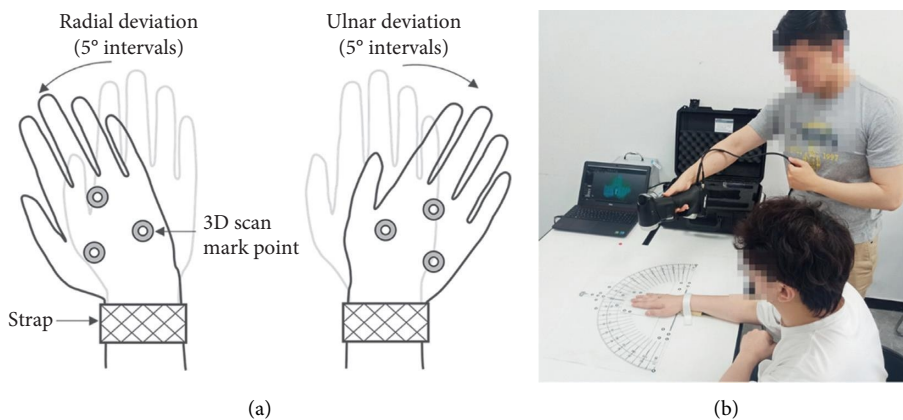 Radial deviation
(5° intervals)
Ulnar deviation
(5° intervals)
3D scan
mark point
Strap
(a)
(b)